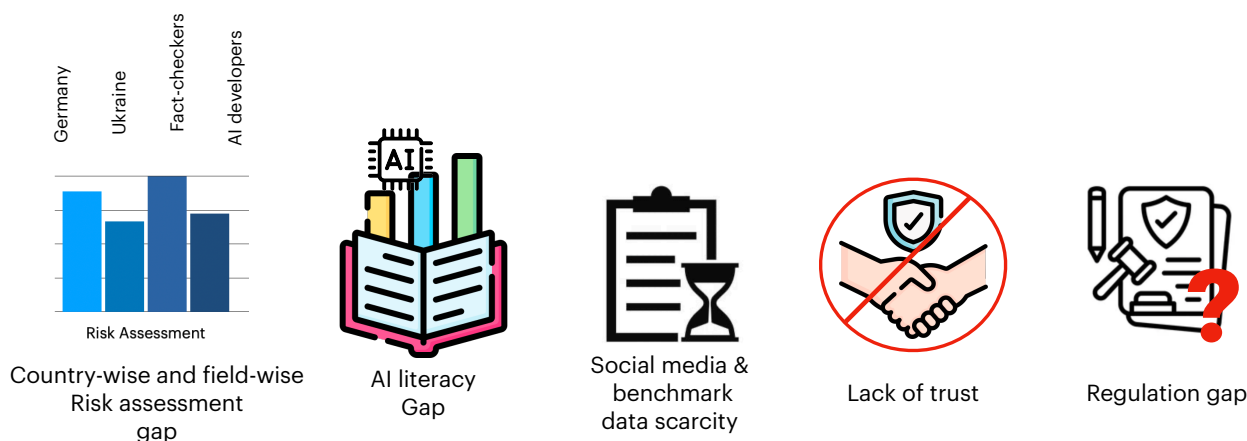 Germany
Ukraine
Fact-checkers
AI developers
AI
Risk Assessment
Country-wise and field-wise
Risk assessment
gap
AI literacy
Gap
Social media &
benchmark
data scarcity
Lack of trust
Regulation gap
?